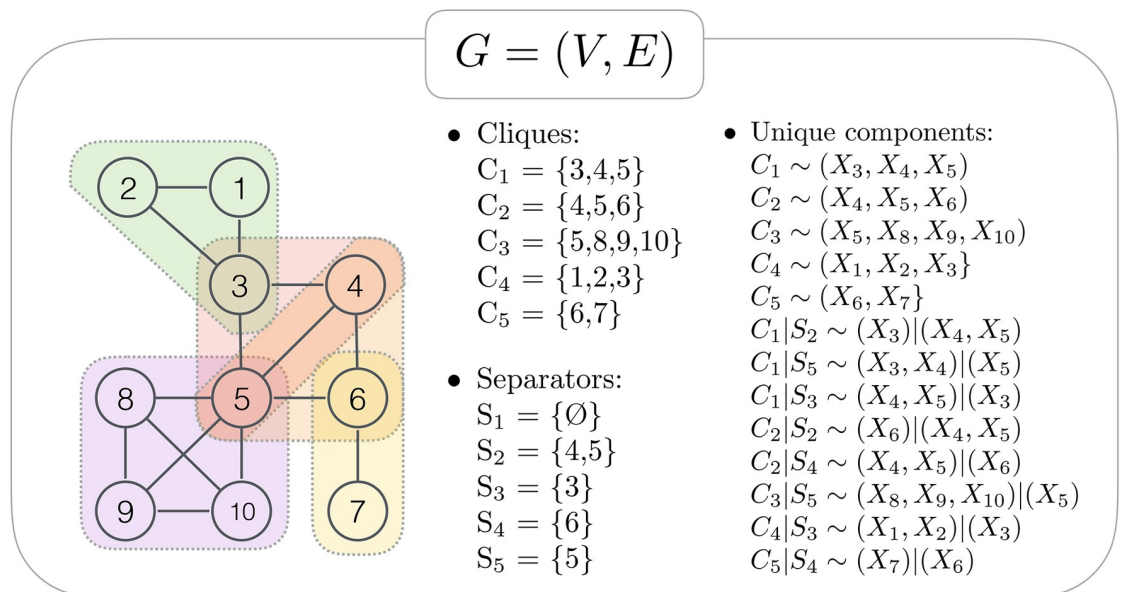 G = (V, E)
2
1
3
4
8
5
6
9
10
7
• Cliques:
C₁ = {3,4,5}
C₂ = {4,5,6}
C₃ = {5,8,9,10}
C₄ = {1,2,3}
C₅ = {6,7}
• Separators:
S₁ = {Ø}
S₂ = {4,5}
S₃ = {3}
S₄ = {6}
S₅ = {5}
• Unique components:
C₁ ∼ (X₃, X₄, X₅)
C₂ ∼ (X₄, X₅, X₆)
C₃ ∼ (X₅, X₈, X₉, X₁₀)
C₄ ∼ (X₁, X₂, X₃}
C₅ ∼ (X₆, X₇}
C₁|S₂ ∼ (X₃)|(X₄, X₅)
C₁|S₅ ∼ (X₃, X₄)|(X₅)
C₁|S₃ ∼ (X₄, X₅)|(X₃)
C₂|S₂ ∼ (X₆)|(X₄, X₅)
C₂|S₄ ∼ (X₄, X₅)|(X₆)
C₃|S₅ ∼ (X₈, X₉, X₁₀)|(X₅)
C₄|S₃ ∼ (X₁, X₂)|(X₃)
C₅|S₄ ∼ (X₇)|(X₆)